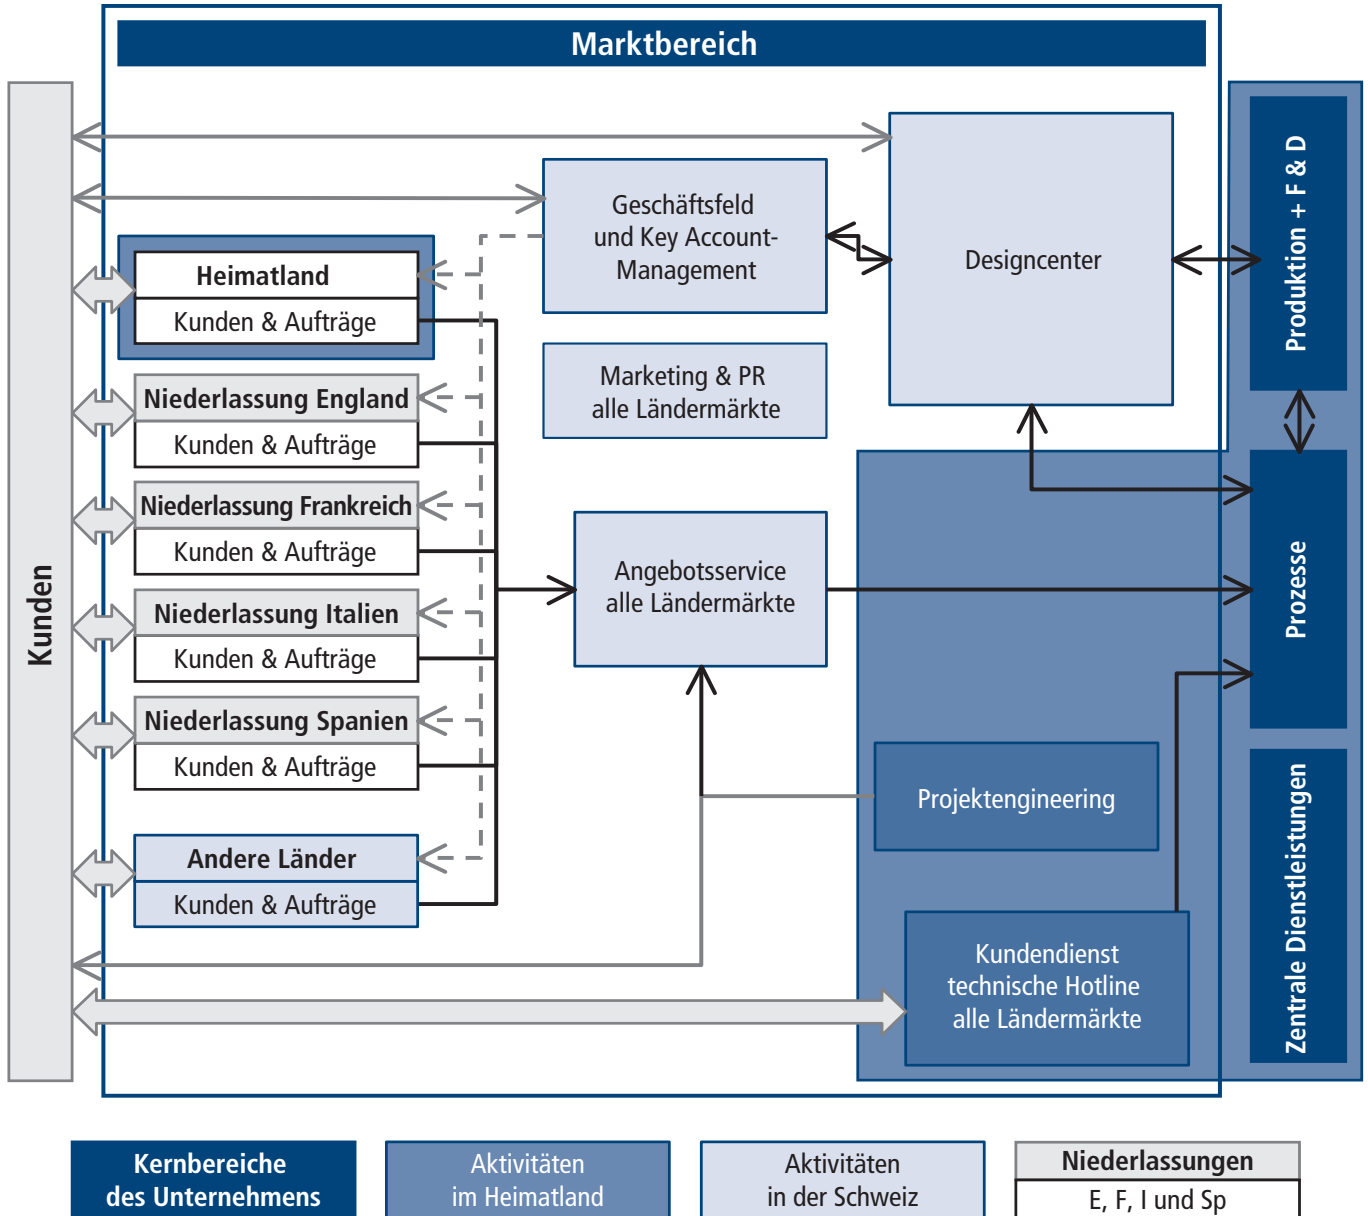 Marktbereich
Kunden
Heimatland
Kunden & Aufträge
Niederlassung England
Kunden & Aufträge
Niederlassung Frankreich
Kunden & Aufträge
Niederlassung Italien
Kunden & Aufträge
Niederlassung Spanien
Kunden & Aufträge
Andere Länder
Kunden & Aufträge
Geschäftsfeld
und Key Account-
Management
Marketing & PR
alle Ländermärkte
Angebotsservice
alle Ländermärkte
Designcenter
Projektengineering
Kundendienst
technische Hotline
alle Ländermärkte
Produktion + F & D
Prozesse
Zentrale Dienstleistungen
Kernbereiche
des Unternehmens
Aktivitäten
im Heimatland
Aktivitäten
in der Schweiz
Niederlassungen
E, F, I und Sp